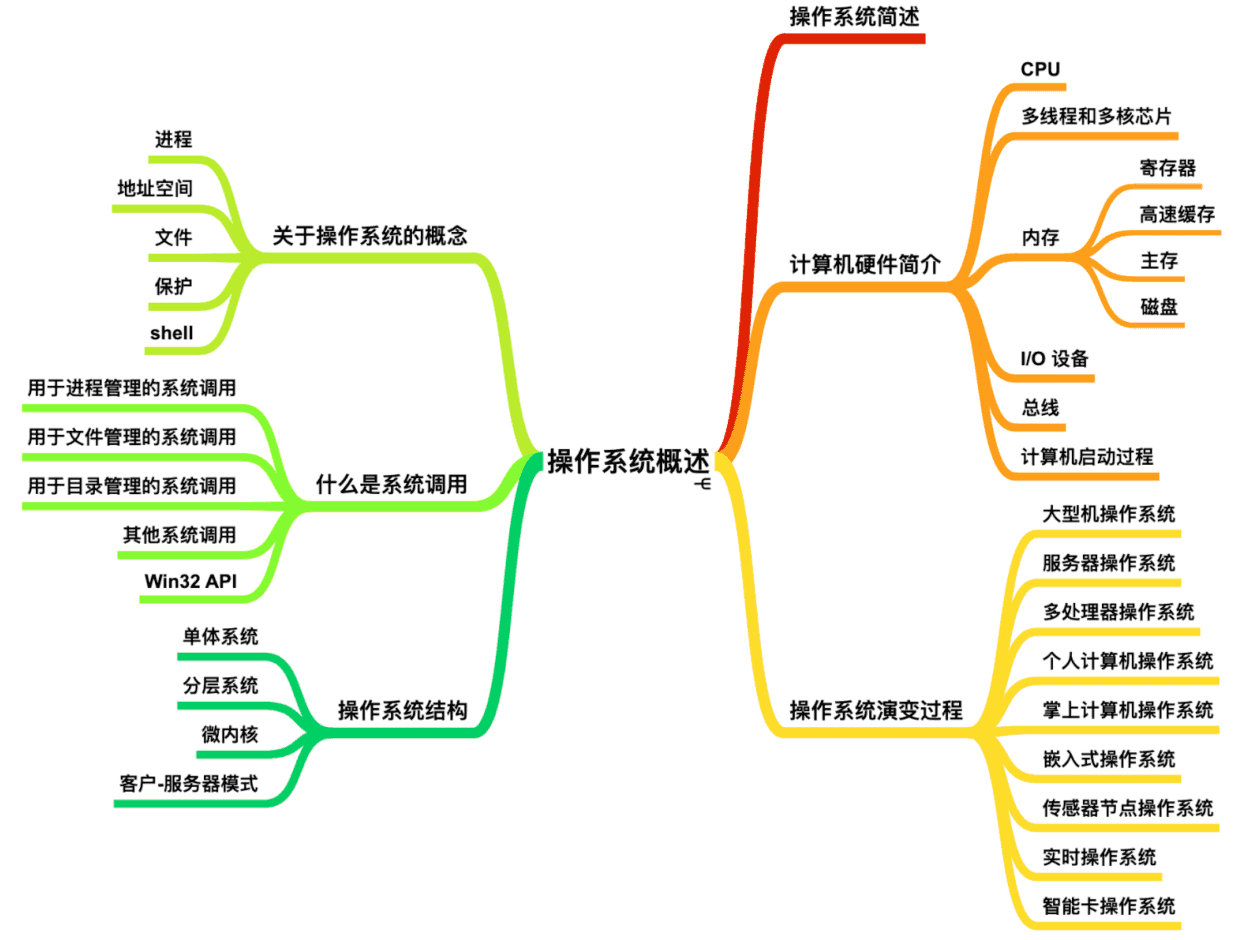 操作系统概述
操作系统简述
计算机硬件简介
CPU
多线程和多核芯片
内存
寄存器
高速缓存
主存
磁盘
I/O 设备
总线
计算机启动过程
操作系统演变过程
大型机操作系统
服务器操作系统
多处理器操作系统
个人计算机操作系统
掌上计算机操作系统
嵌入式操作系统
传感器节点操作系统
实时操作系统
智能卡操作系统
关于操作系统的概念
进程
地址空间
文件
保护
shell
什么是系统调用
用于进程管理的系统调用
用于文件管理的系统调用
用于目录管理的系统调用
其他系统调用
Win32 API
操作系统结构
单体系统
分层系统
微内核
客户-服务器模式